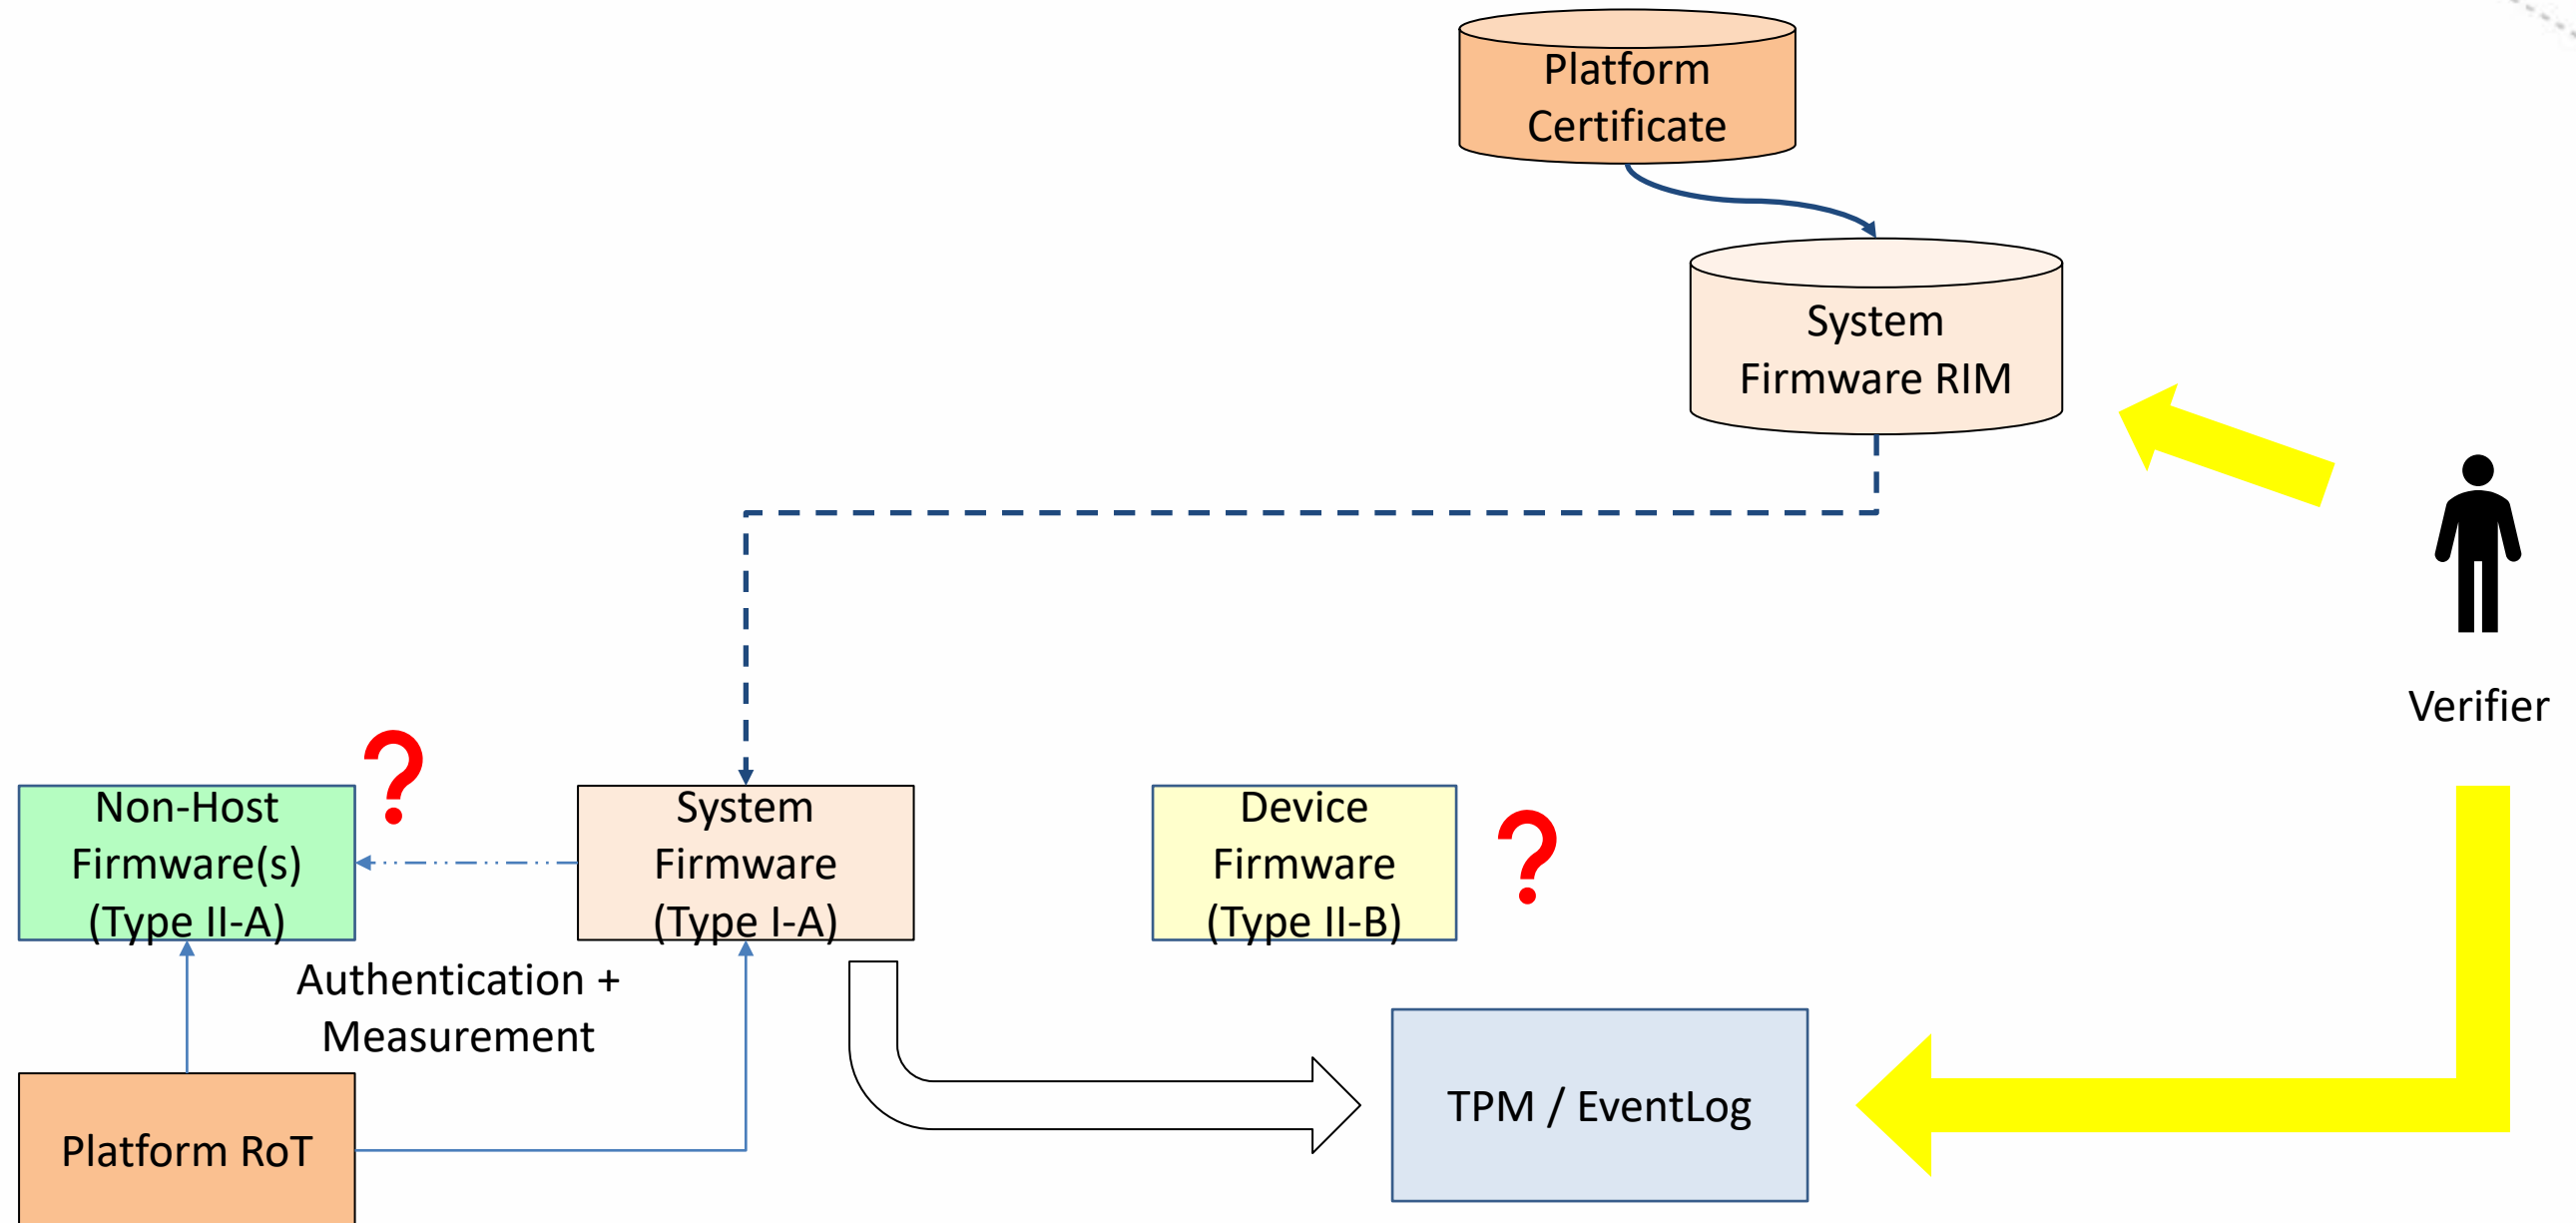 Platform
Certificate
System
Firmware RIM
Verifier
Non-Host
Firmware(s)
(Type II-A)
?
System
Firmware
(Type I-A)
Device
Firmware
(Type II-B)
?
Authentication +
Measurement
Platform RoT
TPM / EventLog